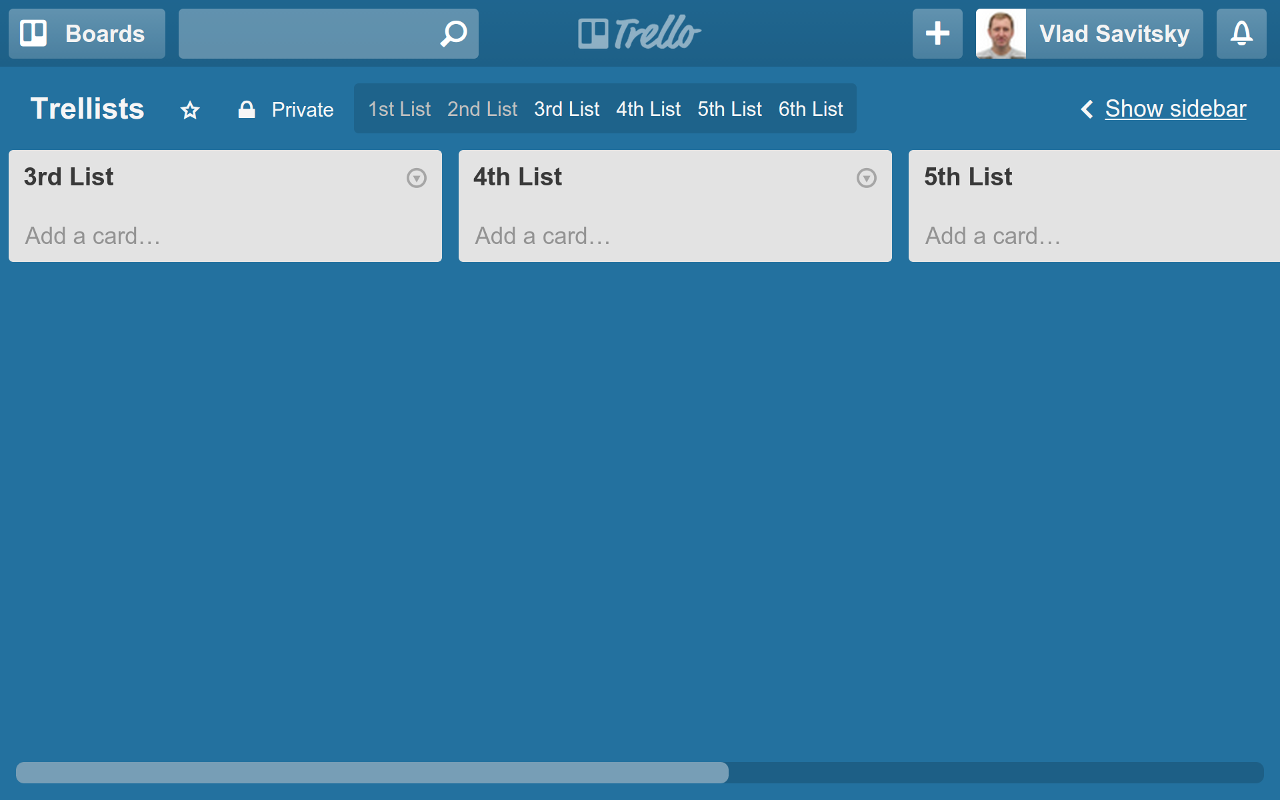 Boards Trello Vlad Savitsky
Trellists Private 1st List 2nd List 3rd List 4th List 5th List 6th List Show sidebar
3rd List 4th List 5th List
Add a card… Add a card… Add a card…